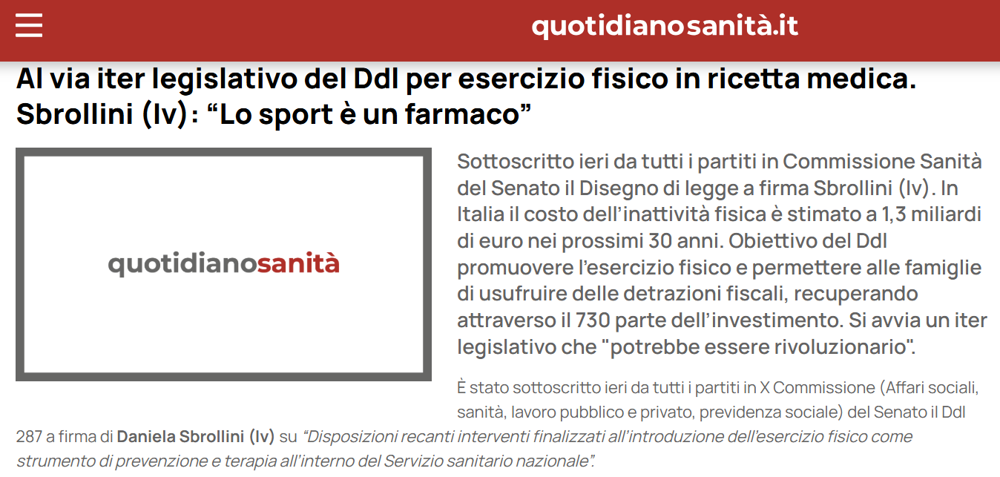 quotidianosanità.it
Al via iter legislativo del Ddl per esercizio fisico in ricetta medica.
Sbrollini (Iv): “Lo sport è un farmaco”
quotidianosanità
Sottoscritto ieri da tutti i partiti in Commissione Sanità
del Senato il Disegno di legge a firma Sbrollini (Iv). In
Italia il costo dell’inattività fisica è stimato a 1,3 miliardi
di euro nei prossimi 30 anni. Obiettivo del Ddl
promuovere l’esercizio fisico e permettere alle famiglie
di usufruire delle detrazioni fiscali, recuperando
attraverso il 730 parte dell’investimento. Si avvia un iter
legislativo che "potrebbe essere rivoluzionario".
È stato sottoscritto ieri da tutti i partiti in X Commissione (Affari sociali,
sanità, lavoro pubblico e privato, previdenza sociale) del Senato il Ddl
287 a firma di Daniela Sbrollini (Iv) su “Disposizioni recanti interventi finalizzati all’introduzione dell’esercizio fisico come
strumento di prevenzione e terapia all’interno del Servizio sanitario nazionale”.